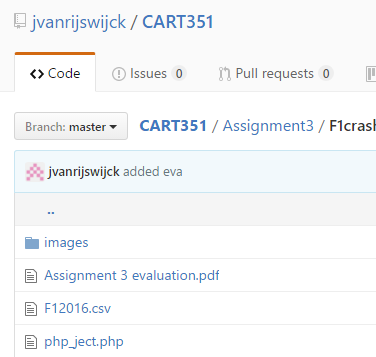 jvanrijswijck / CART351
<> Code Issues 0 Pull requests 0
Branch: master CART351 / Assignment3 / F1crash
jvanrijswijck added eva
..
images
Assignment 3 evaluation.pdf
F12016.csv
php_ject.php